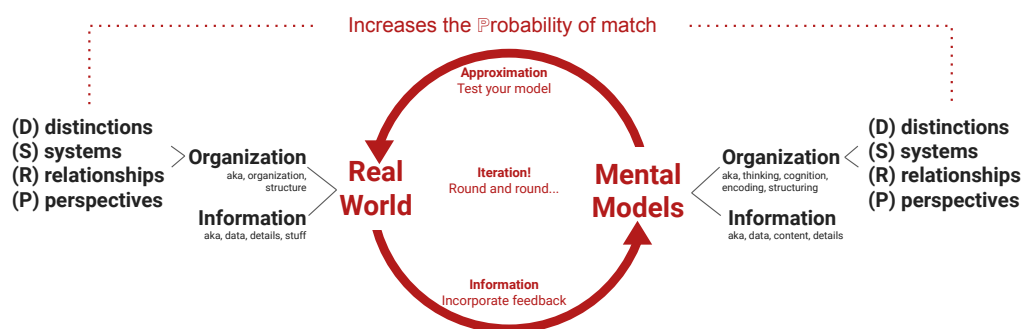 Increases the ℙrobability of match
Approximation
Test your model
(D) distinctions
(S) systems
(R) relationships
(P) perspectives
Organization
aka, organization,
structure
Information
aka, data, details, stuff
Real
World
Iteration!
Round and round...
Mental
Models
Organization
aka, thinking, cognition,
encoding, structuring
Information
aka, data, content, details
(D) distinctions
(S) systems
(R) relationships
(P) perspectives
Information
Incorporate feedback